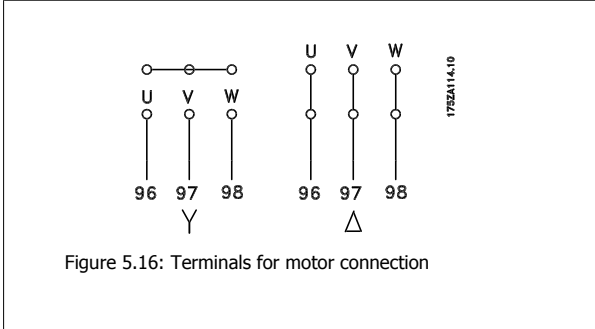 U V W
U V W
96 97 98
96 97 98
Y
Δ
175ZA114.10
Figure 5.16: Terminals for motor connection